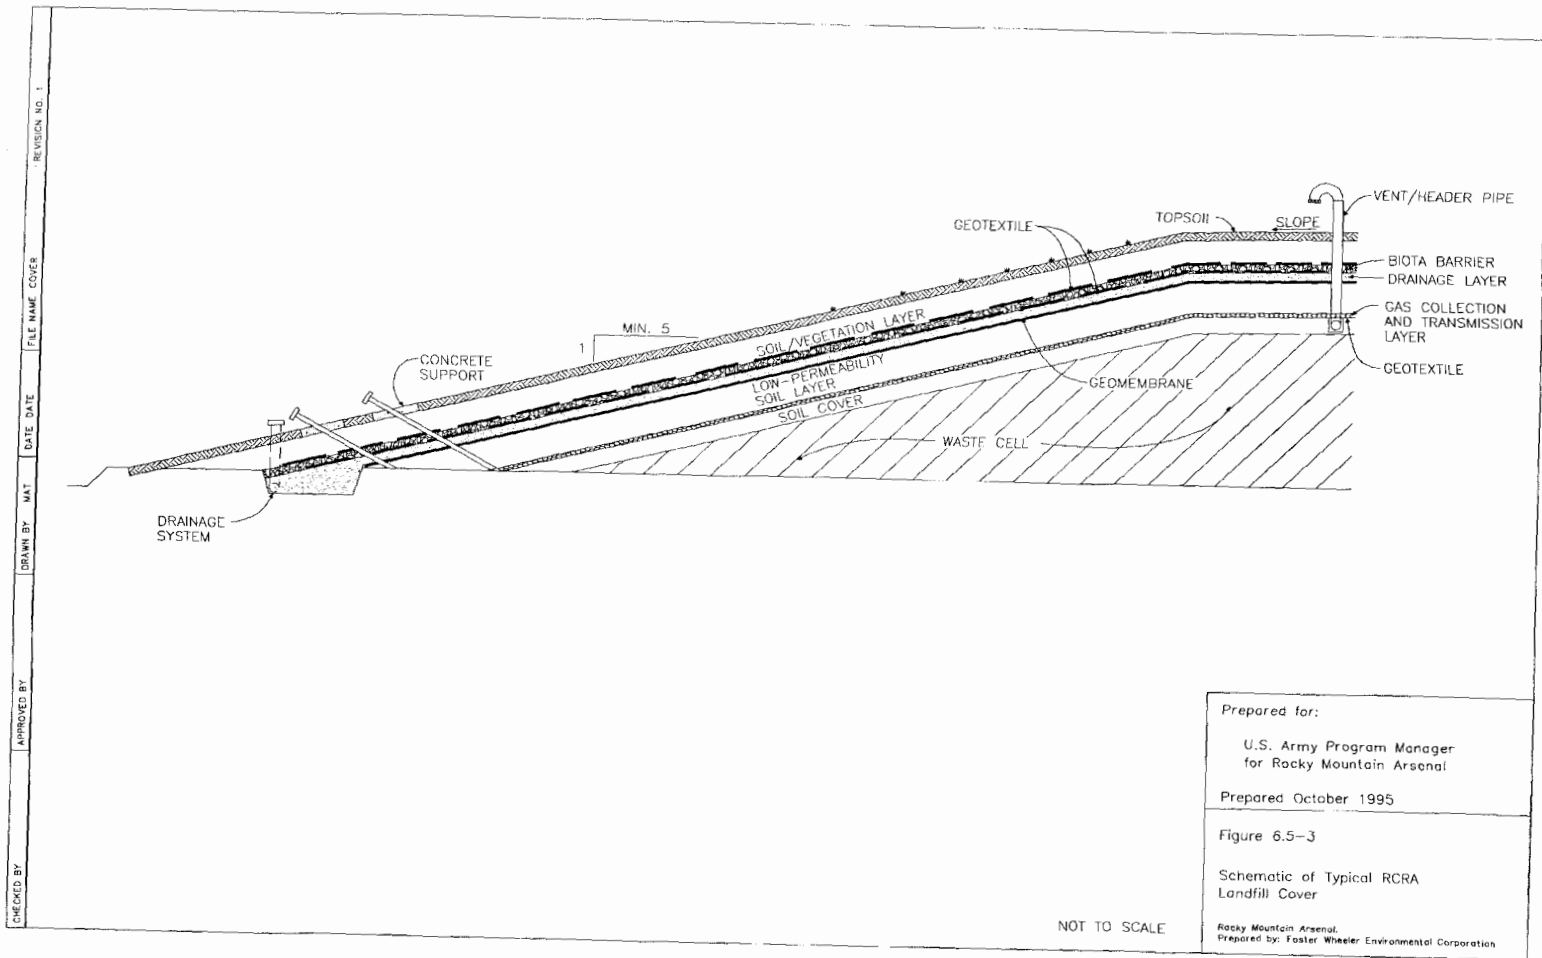 REVISION NO. 1
FILE NAME COVER
DATE DATE
DRAWN BY MAT
APPROVED BY
CHECKED BY
VENT/HEADER PIPE
TOPSOIL
SLOPE
GEOTEXTILE
BIOTA BARRIER
DRAINAGE LAYER
GAS COLLECTION
AND TRANSMISSION
LAYER
GEOTEXTILE
MIN. 5
1
SOIL/VEGETATION LAYER
CONCRETE
SUPPORT
LOW-PERMEABILITY
SOIL LAYER
GEOMEMBRANE
SOIL COVER
WASTE CELL
DRAINAGE
SYSTEM
Prepared for:
U.S. Army Program Manager
for Rocky Mountain Arsenal
Prepared October 1995
Figure 6.5-3
Schematic of Typical RCRA
Landfill Cover
NOT TO SCALE
Rocky Mountain Arsenal.
Prepared by: Foster Wheeler Environmental Corporation